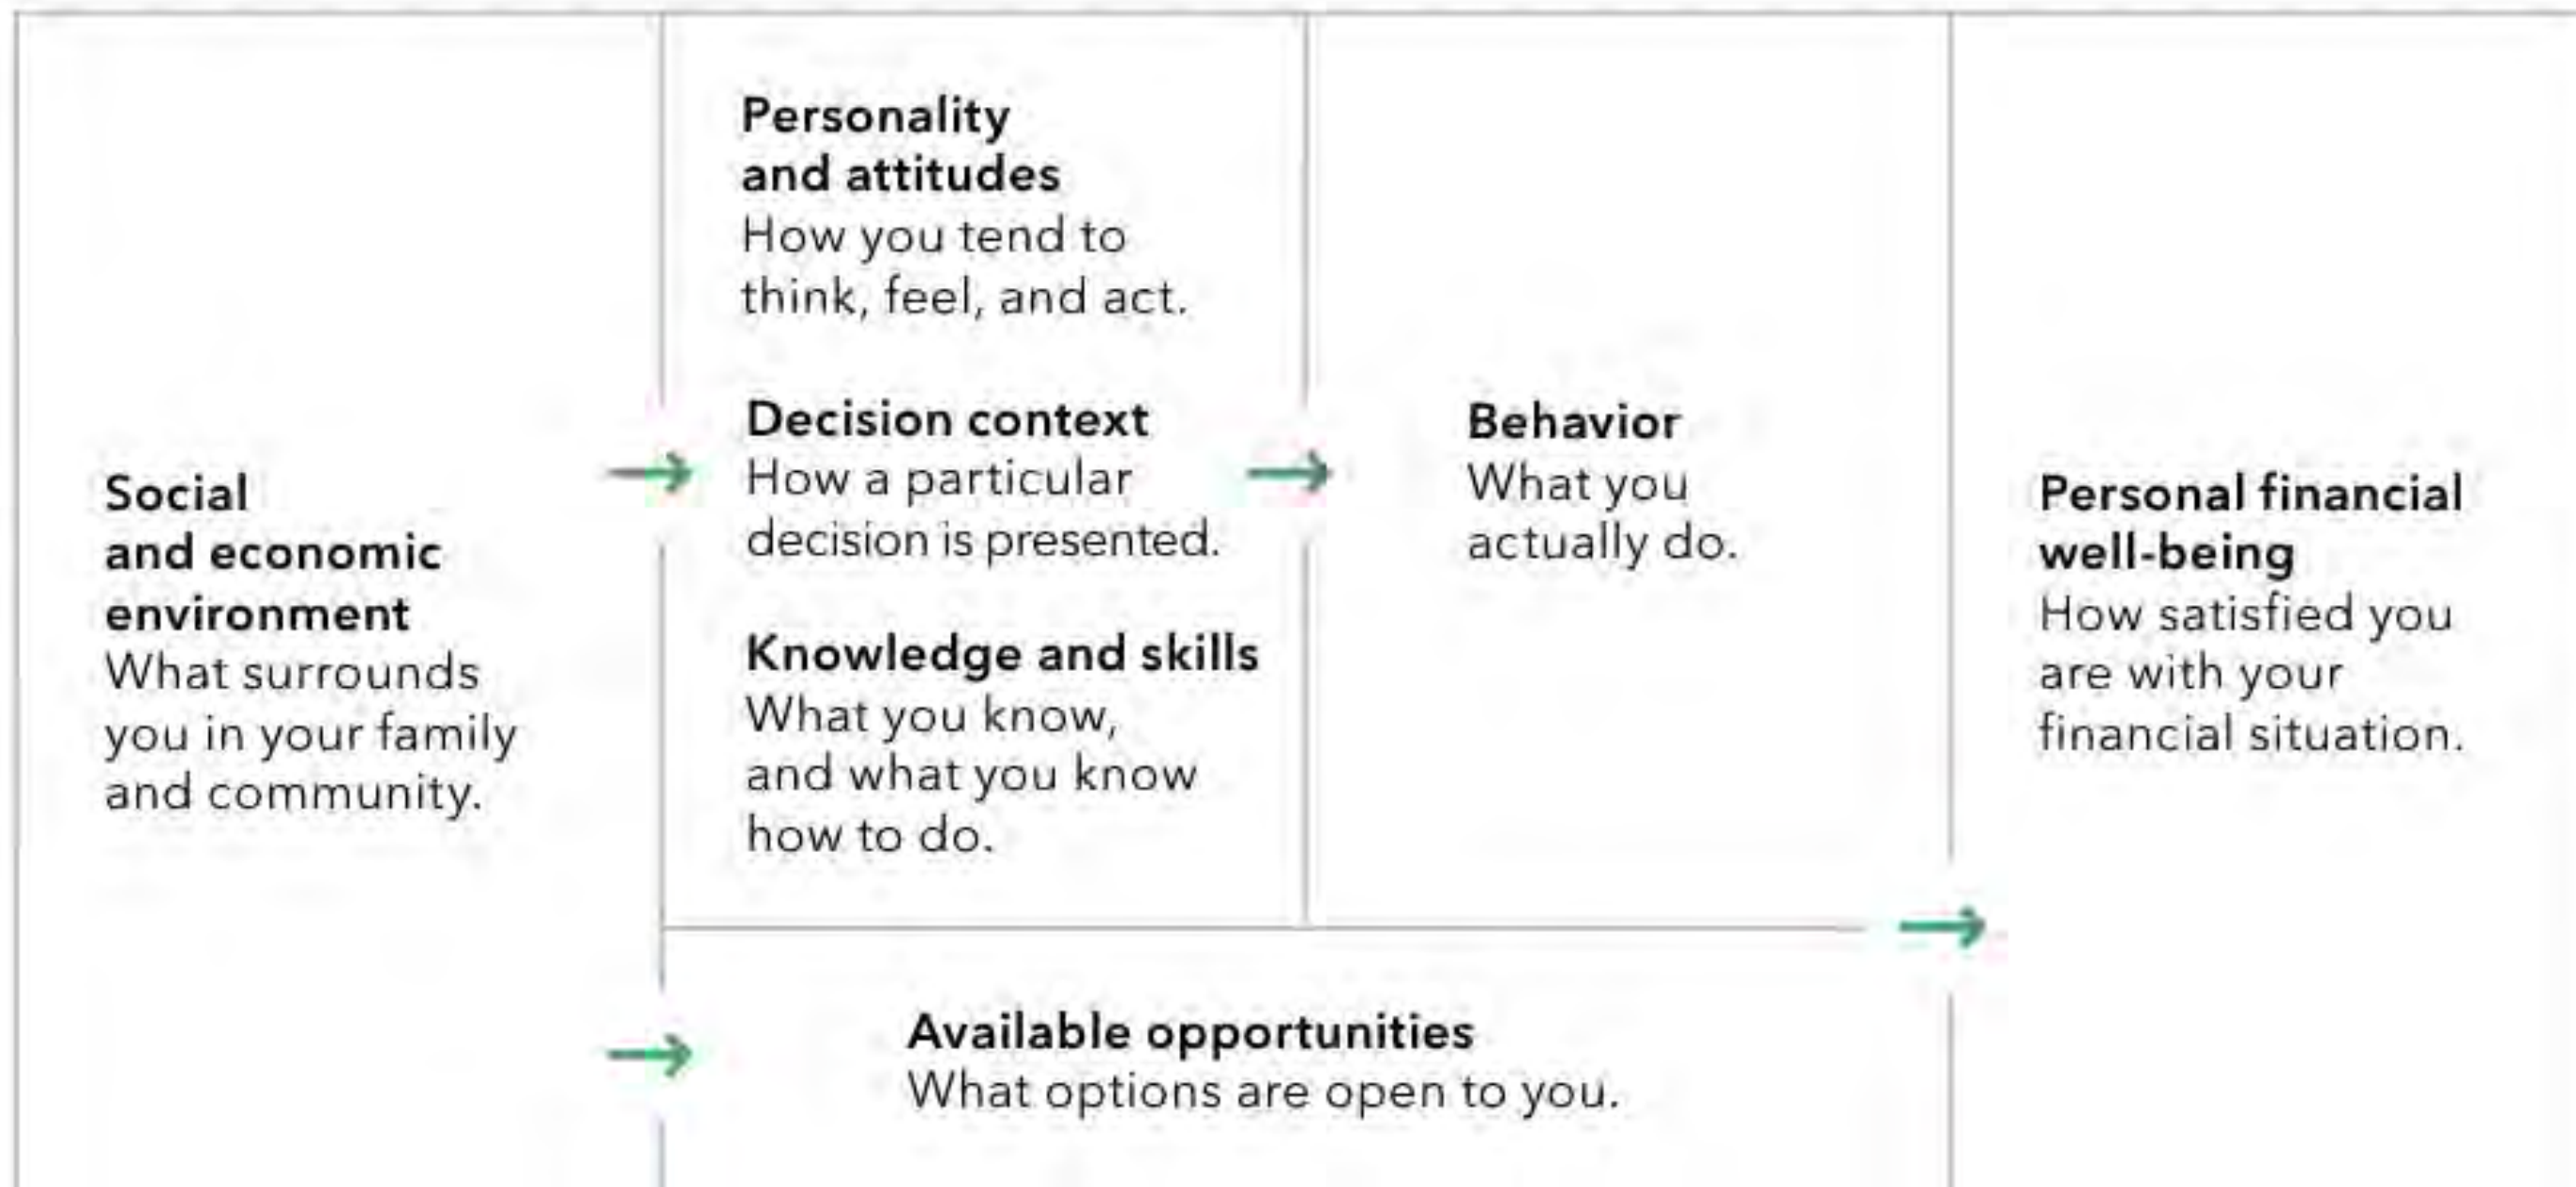 Social
and economic
environment
What surrounds
you in your family
and community.
Personality
and attitudes
How you tend to
think, feel, and act.
Decision context
How a particular
decision is presented.
Knowledge and skills
What you know,
and what you know
how to do.
Behavior
What you
actually do.
Available opportunities
What options are open to you.
Personal financial
well-being
How satisfied you
are with your
financial situation.